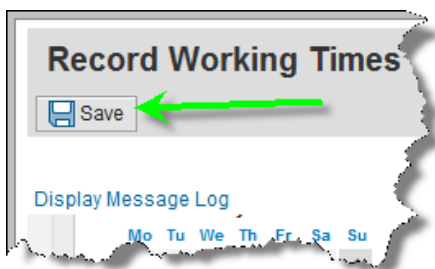 Record Working Times
Save
Display Message Log
Mo Tu We Th Fr Sa Su